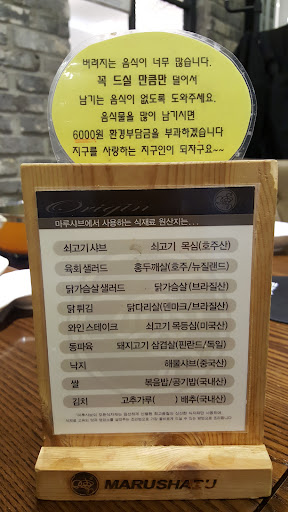 버려지는 음식이 너무 많습니다.
꼭 드실 만큼만 덜어서
남기는 음식이 없도록 도와주세요.
음식물을 많이 남기시면
6000원 환경부담금을 부과하겠습니다
지구를 사랑하는 지구인이 되자구요~~
Origin
마루샤브에서 사용하는 식재료 원산지는...
쇠고기샤브 쇠고기 목심(호주산)
육회 샐러드 홍두깨살(호주/뉴질랜드)
닭가슴살 샐러드 닭가슴살(브라질산)
닭 튀김 닭다리살(덴마크/브라질산)
와인 스테이크 쇠고기 목등심(미국산)
동파육 돼지고기 삼겹살(핀란드/독일)
낙지 해물샤브(중국산)
쌀 볶음밥/공기밥(국내산)
김치 고추가루( ) 배추(국내산)
MARUSHABU